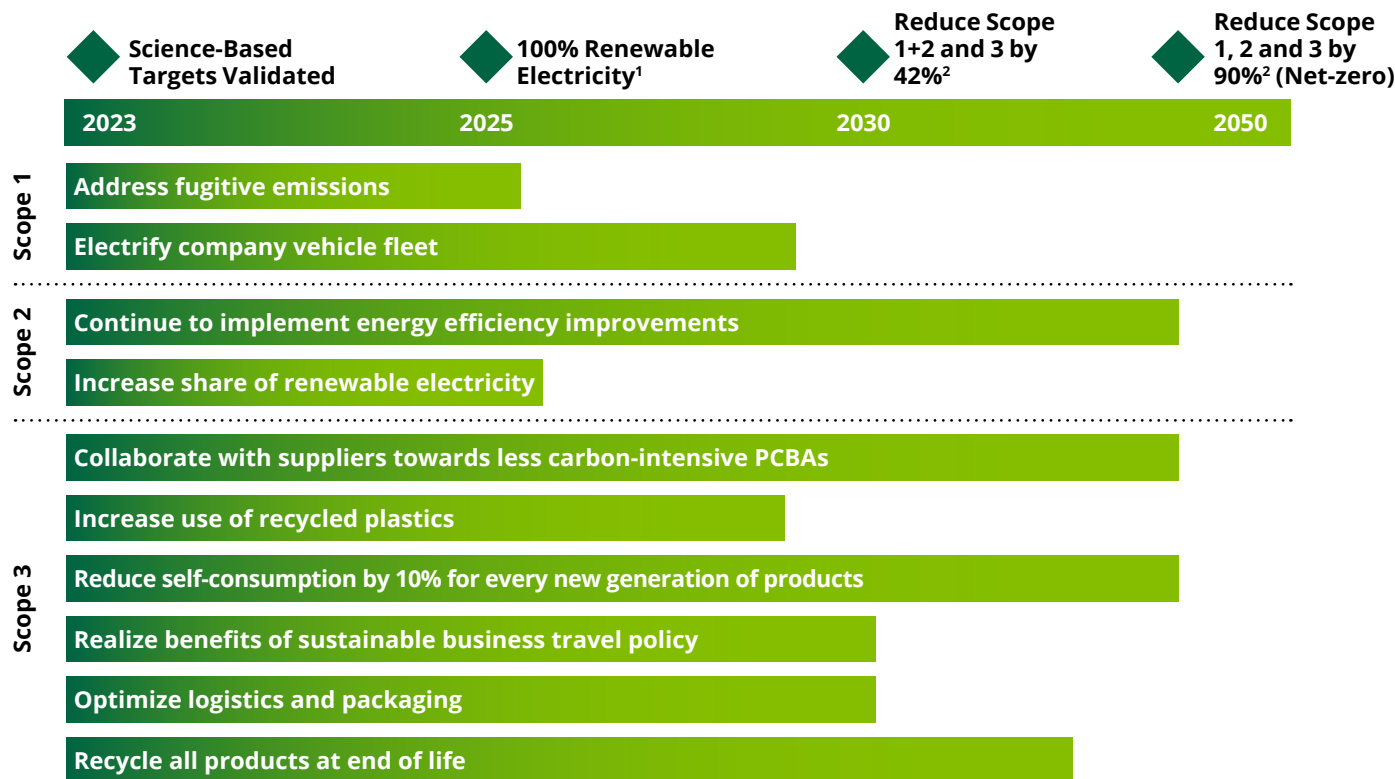 Science-Based
Targets Validated
100% Renewable
Electricity¹
Reduce Scope
1+2 and 3 by
42%²
Reduce Scope
1, 2 and 3 by
90%² (Net-zero)
2023
2025
2030
2050
Scope 1
Address fugitive emissions
Electrify company vehicle fleet
Scope 2
Continue to implement energy efficiency improvements
Increase share of renewable electricity
Scope 3
Collaborate with suppliers towards less carbon-intensive PCBAs
Increase use of recycled plastics
Reduce self-consumption by 10% for every new generation of products
Realize benefits of sustainable business travel policy
Optimize logistics and packaging
Recycle all products at end of life